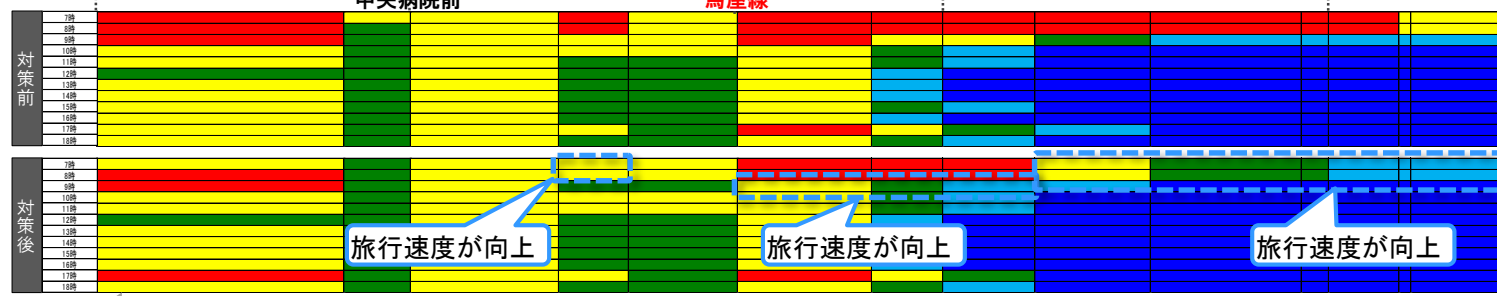 中央病院前
馬產線
対策前
7時
8時
9時
10時
11時
12時
13時
14時
15時
16時
17時
18時
対策後
7時
8時
9時
10時
11時
12時
13時
14時
15時
16時
17時
18時
旅行速度が向上
旅行速度が向上
旅行速度が向上